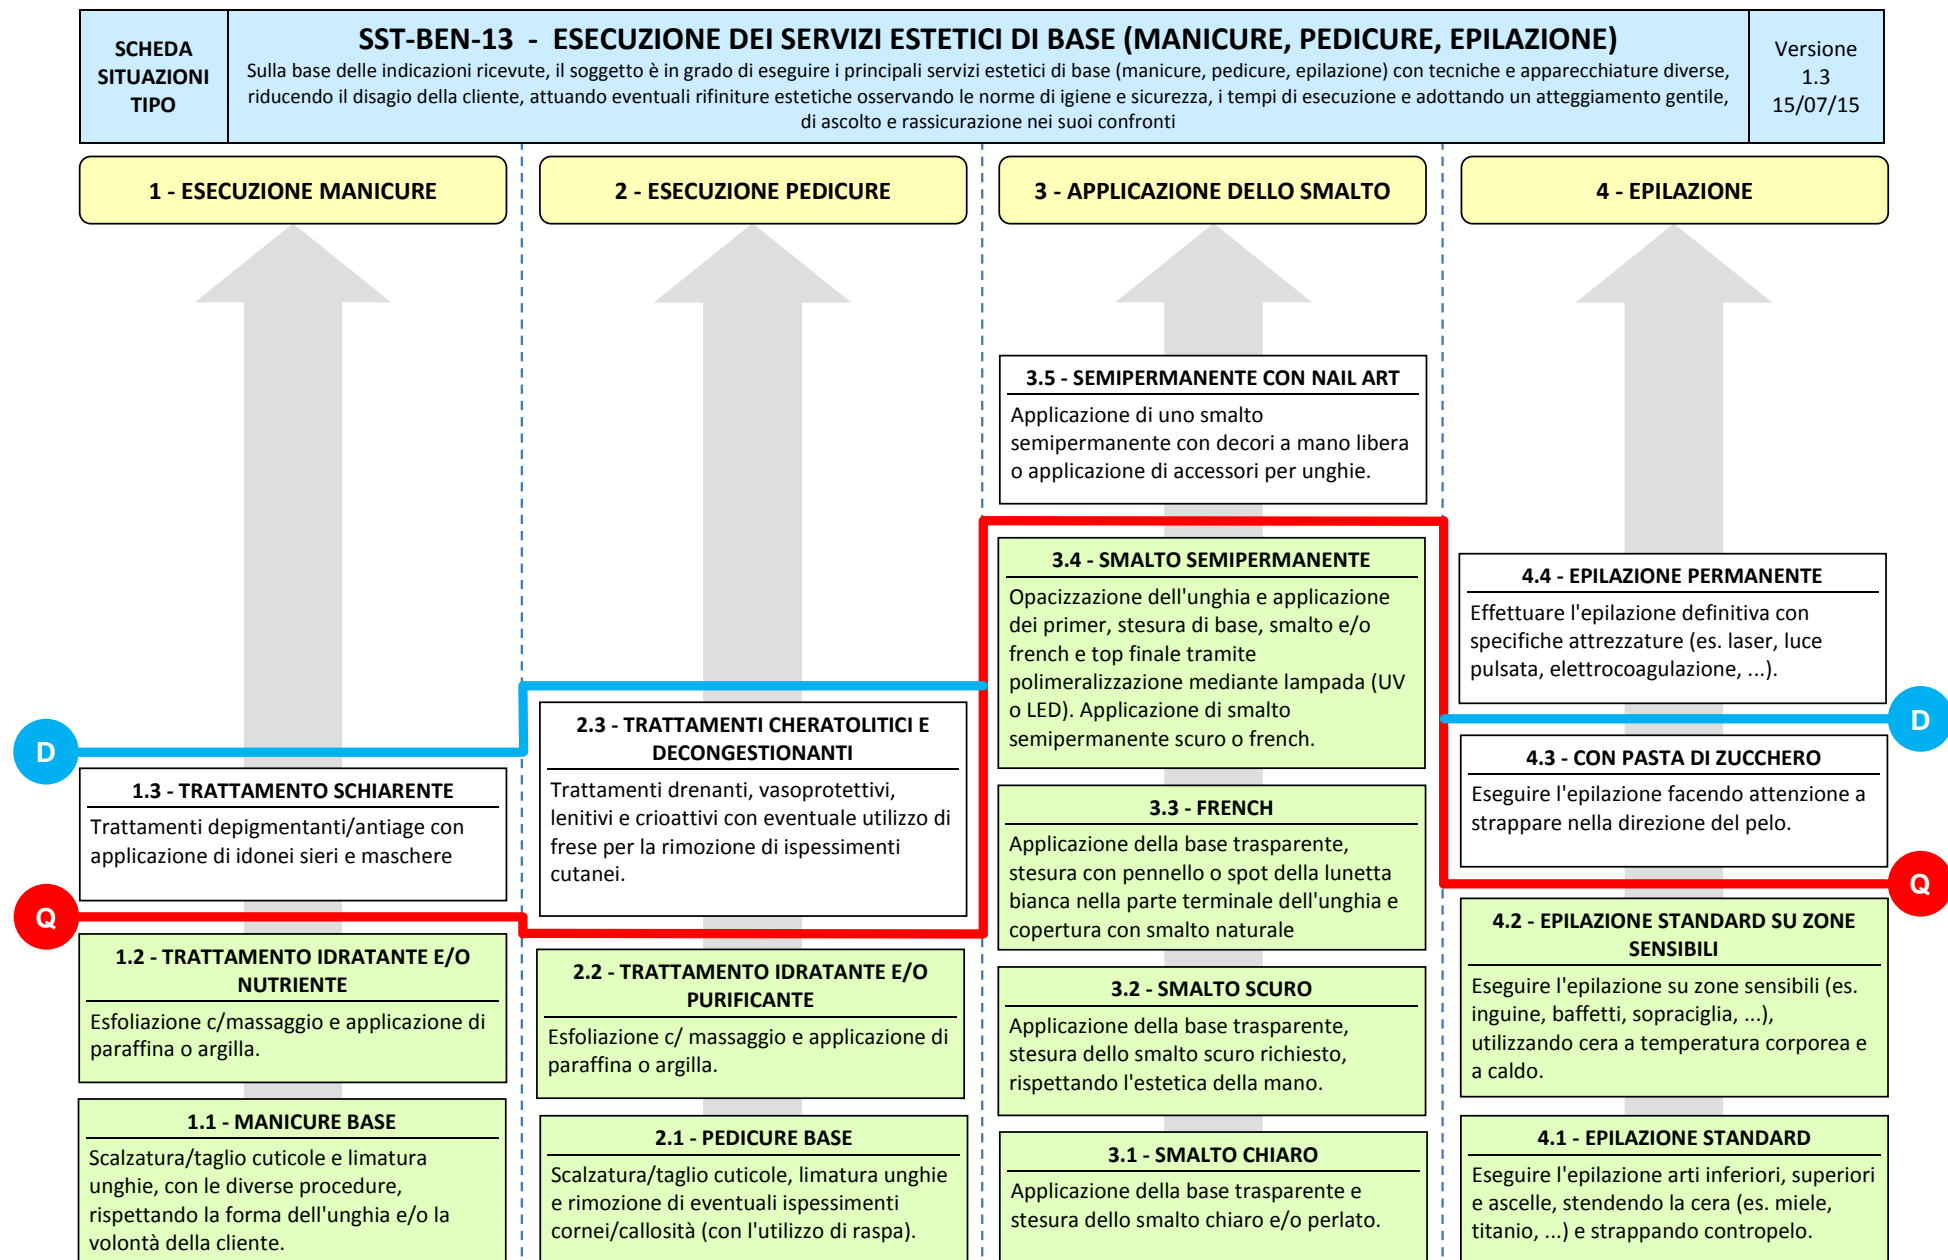 SCHEDA
SITUAZIONI
TIPO
SST-BEN-13 - ESECUZIONE DEI SERVIZI ESTETICI DI BASE (MANICURE, PEDICURE, EPILAZIONE)
Sulla base delle indicazioni ricevute, il soggetto è in grado di eseguire i principali servizi estetici di base (manicure, pedicure, epilazione) con tecniche e apparecchiature diverse,
riducendo il disagio della cliente, attuando eventuali rifiniture estetiche osservando le norme di igiene e sicurezza, i tempi di esecuzione e adottando un atteggiamento gentile,
di ascolto e rassicurazione nei suoi confronti
Versione
1.3
15/07/15
1 - ESECUZIONE MANICURE
D
1.3 - TRATTAMENTO SCHIARENTE
Trattamenti depigmentanti/antiage con
applicazione di idonei sieri e maschere
Q
1.2 - TRATTAMENTO IDRATANTE E/O
NUTRIENTE
Esfoliazione c/massaggio e applicazione di
paraffina o argilla.
1.1 - MANICURE BASE
Scalzatura/taglio cuticole e limatura
unghie, con le diverse procedure,
rispettando la forma dell'unghia e/o la
volontà della cliente.
2 - ESECUZIONE PEDICURE
2.3 - TRATTAMENTI CHERATOLITICI E
DECONGESTIONANTI
Trattamenti drenanti, vasoprotettivi,
lenitivi e crioattivi con eventuale utilizzo di
frese per la rimozione di ispessimenti
cutanei.
2.2 - TRATTAMENTO IDRATANTE E/O
PURIFICANTE
Esfoliazione c/ massaggio e applicazione di
paraffina o argilla.
2.1 - PEDICURE BASE
Scalzatura/taglio cuticole, limatura unghie
e rimozione di eventuali ispessimenti
cornei/callosità (con l'utilizzo di raspa).
3 - APPLICAZIONE DELLO SMALTO
3.5 - SEMIPERMANENTE CON NAIL ART
Applicazione di uno smalto
semipermanente con decori a mano libera
o applicazione di accessori per unghie.
3.4 - SMALTO SEMIPERMANENTE
Opacizzazione dell'unghia e applicazione
dei primer, stesura di base, smalto e/o
french e top finale tramite
polimeralizzazione mediante lampada (UV
o LED). Applicazione di smalto
semipermanente scuro o french.
3.3 - FRENCH
Applicazione della base trasparente,
stesura con pennello o spot della lunetta
bianca nella parte terminale dell'unghia e
copertura con smalto naturale
3.2 - SMALTO SCURO
Applicazione della base trasparente,
stesura dello smalto scuro richiesto,
rispettando l'estetica della mano.
3.1 - SMALTO CHIARO
Applicazione della base trasparente e
stesura dello smalto chiaro e/o perlato.
4 - EPILAZIONE
4.4 - EPILAZIONE PERMANENTE
Effettuare l'epilazione definitiva con
specifiche attrezzature (es. laser, luce
pulsata, elettrocoagulazione, ...).
D
4.3 - CON PASTA DI ZUCCHERO
Eseguire l'epilazione facendo attenzione a
strappare nella direzione del pelo.
Q
4.2 - EPILAZIONE STANDARD SU ZONE
SENSIBILI
Eseguire l'epilazione su zone sensibili (es.
inguine, baffetti, sopraciglia, ...),
utilizzando cera a temperatura corporea e
a caldo.
4.1 - EPILAZIONE STANDARD
Eseguire l'epilazione arti inferiori, superiori
e ascelle, stendendo la cera (es. miele,
titanio, ...) e strappando contropelo.